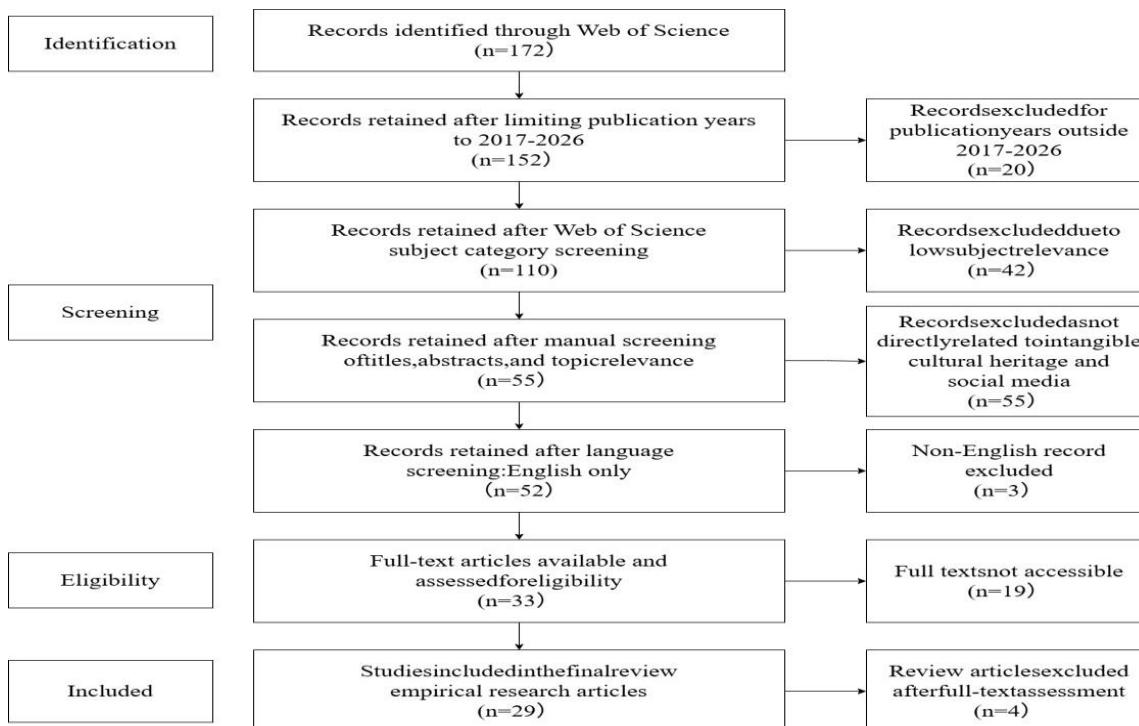 Identification
Records identified through Web of Science
(n=172）
Records retained after limiting publication years
to 2017-2026
(n=152）
Recordsexcludedfor
publicationyears outside
2017-2026
(n=20）
Records retained after Web of Science
subject category screening
(n=110)
Recordsexcludeddueto
lowsubjectrelevance
(n=42）
Screening
Records retained after manual screening
oftitles,abstracts,and topicrelevance
(n=55）
Recordsexcludedasnot
directlyrelated tointangible
cultural heritage and
social media
(n=55）
Records retained after language
screening:English only
（n=52）
Non-English record
excluded
(n=3）
Eligibility
Full-text articles available and
assessedforeligibility
(n=33）
Full textsnot accessible
(n=19）
Included
Studiesincludedinthefinalreview
empirical research articles
(n=29）
Review articlesexcluded
afterfull-textassessment
(n=4）